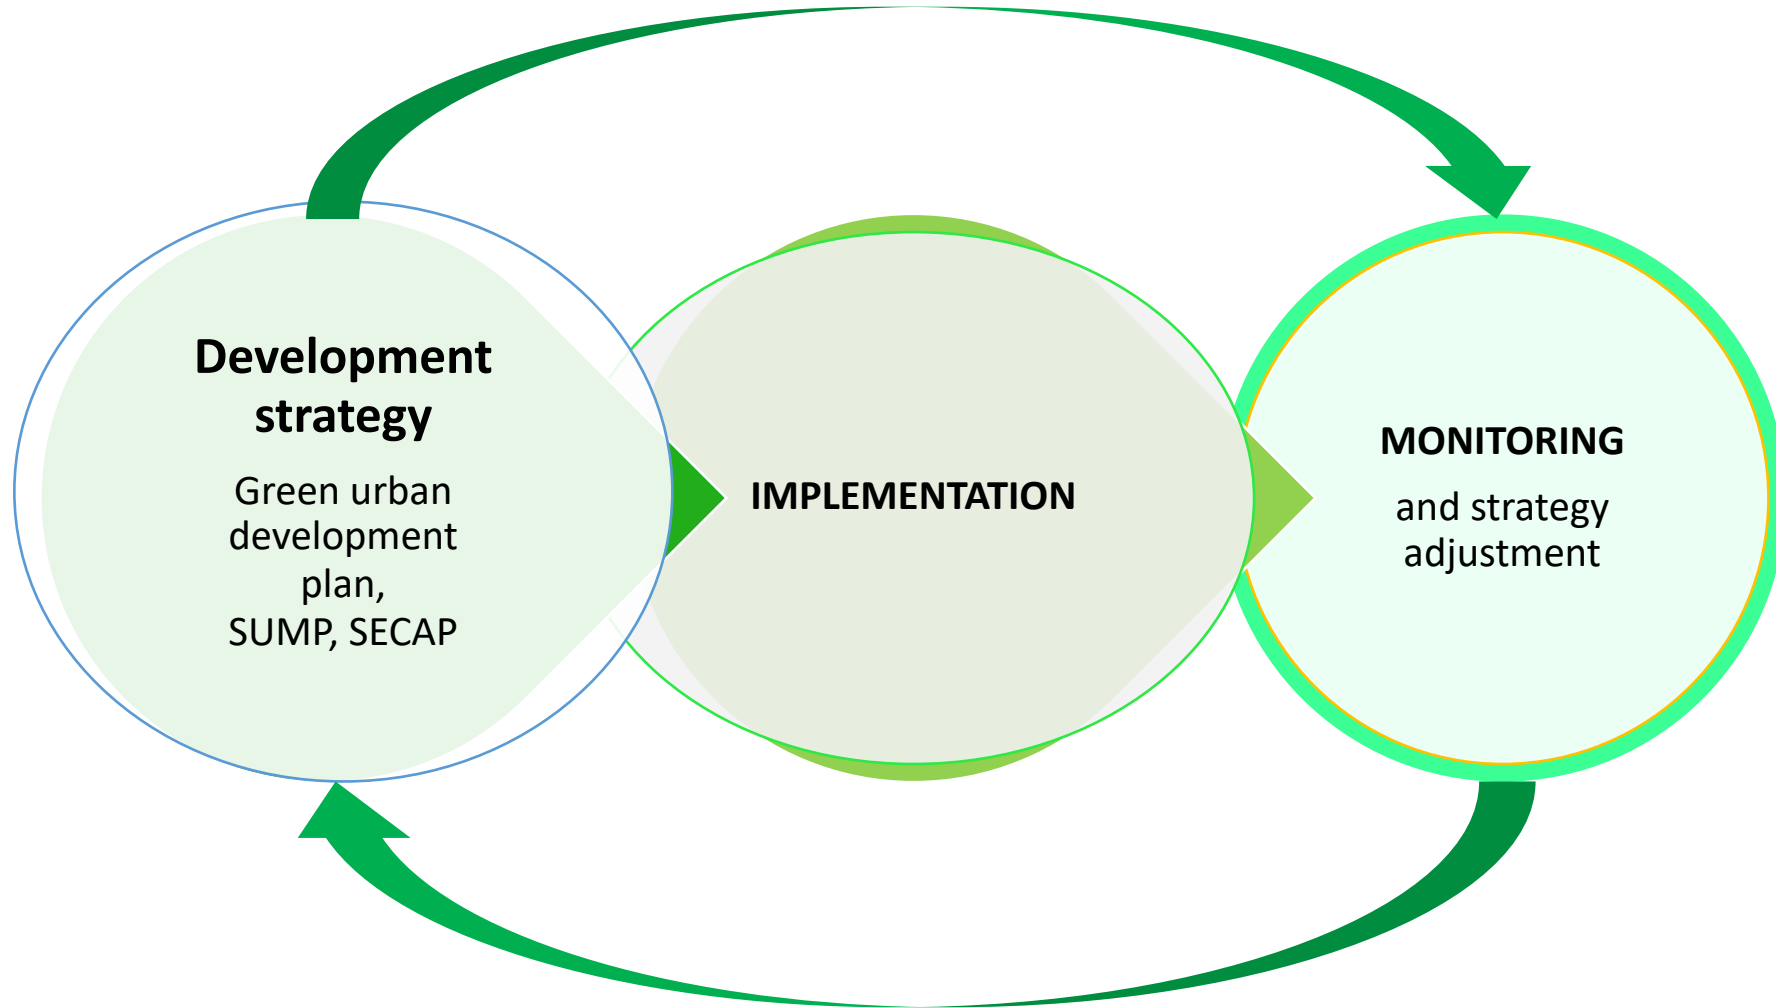 Development
strategy
Green urban
development
plan,
SUMP, SECAP
IMPLEMENTATION
MONITORING
and strategy
adjustment